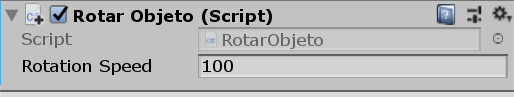 Rotar Objeto (Script)
Script RotarObjeto
Rotation Speed 100